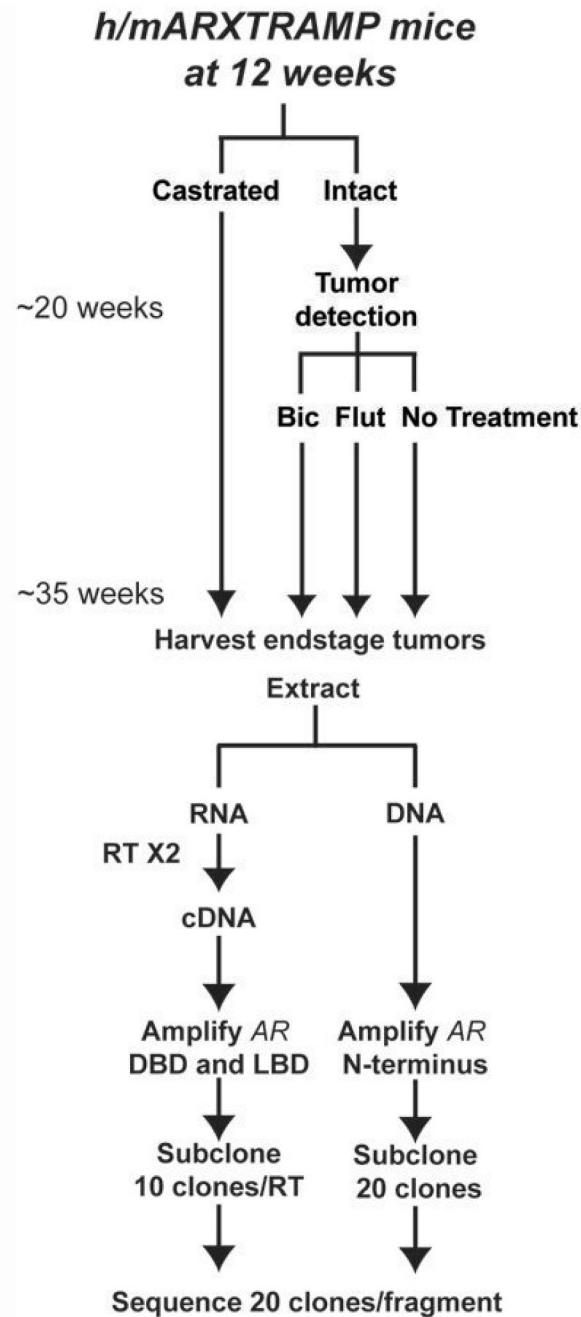 h/mARXTRAMP mice
at 12 weeks
Castrated Intact
Tumor
detection
~20 weeks
Bic Flut No Treatment
~35 weeks
Harvest endstage tumors
Extract
RNA DNA
RT X2
cDNA
Amplify AR Amplify AR
DBD and LBD N-terminus
Subclone Subclone
10 clones/RT 20 clones
Sequence 20 clones/fragment